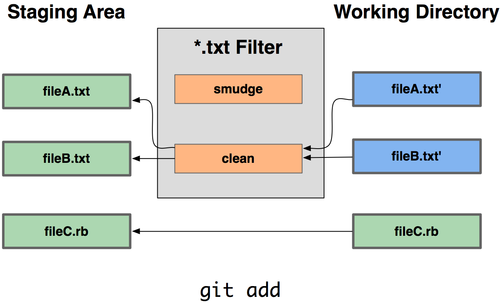 Staging Area
Working Directory
*.txt Filter
fileA.txt
smudge
fileA.txt'
fileB.txt
clean
fileB.txt'
fileC.rb
fileC.rb
git add